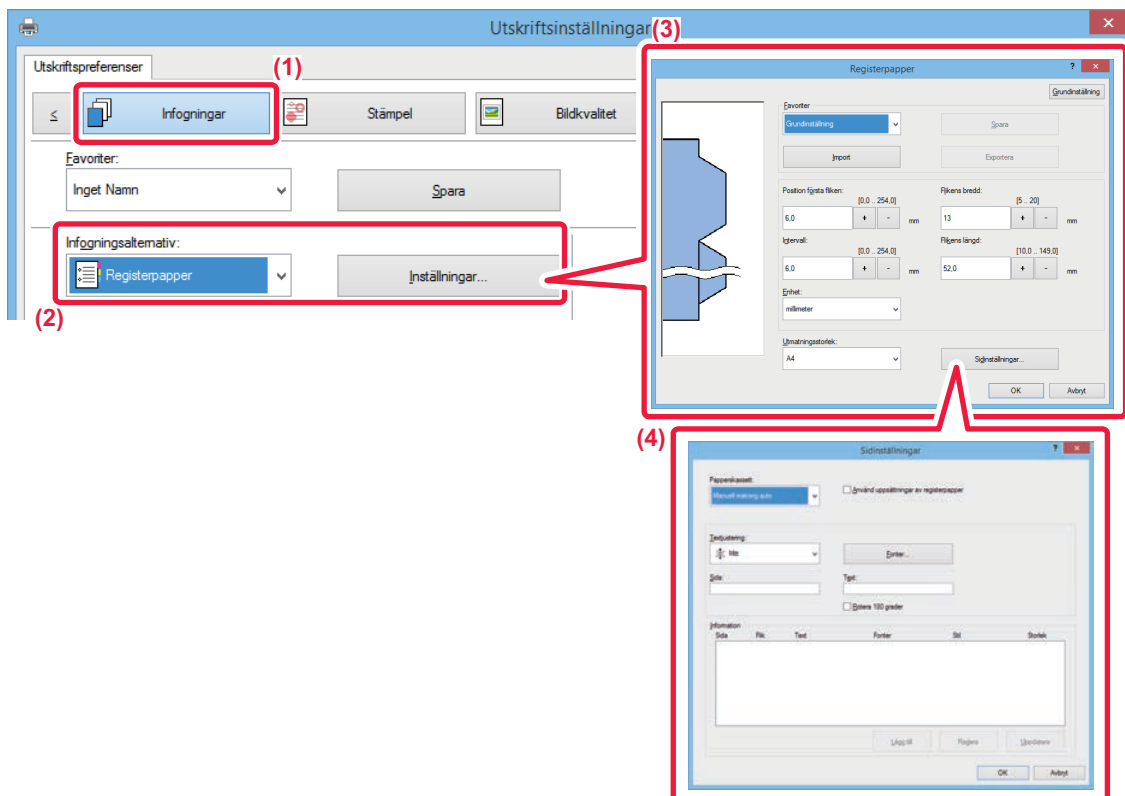 Utskriftsinställningar
(3)
Utskriftspreferenser
(1)
≤ Infogningar Stämpel Bildkvalitet
Favoriter:
Inget Namn Spara
Infogningsalternativ:
Registerpapper Inställningar...
(2)
Registerpapper ? ×
Grundinställning
Favoriter
Grundinställning Spara
Import Exportera
Position första fliken: Flikens bredd:
[0,0 .. 254,0] [5 .. 20]
6,0 + - mm 13 + - mm
Intervall: Flikens längd:
[0,0 .. 254,0] [10,0 .. 149,0]
6,0 + - mm 52,0 + - mm
Enhet:
millimeter
Utmatningsstorlek:
A4 Sidinställningar...
OK Avbryt
(4)
Sidinställningar ? ×
Papperskassett:
Manuell matning auto Använd uppsättningar av registerpapper
Textjustering:
Mitt Fonter...
Sida: Text:
Rotera 180 grader
Information
Sida Flik Text Fonter Stil Storlek
Lägg till Radera Uppdatera
OK Avbryt